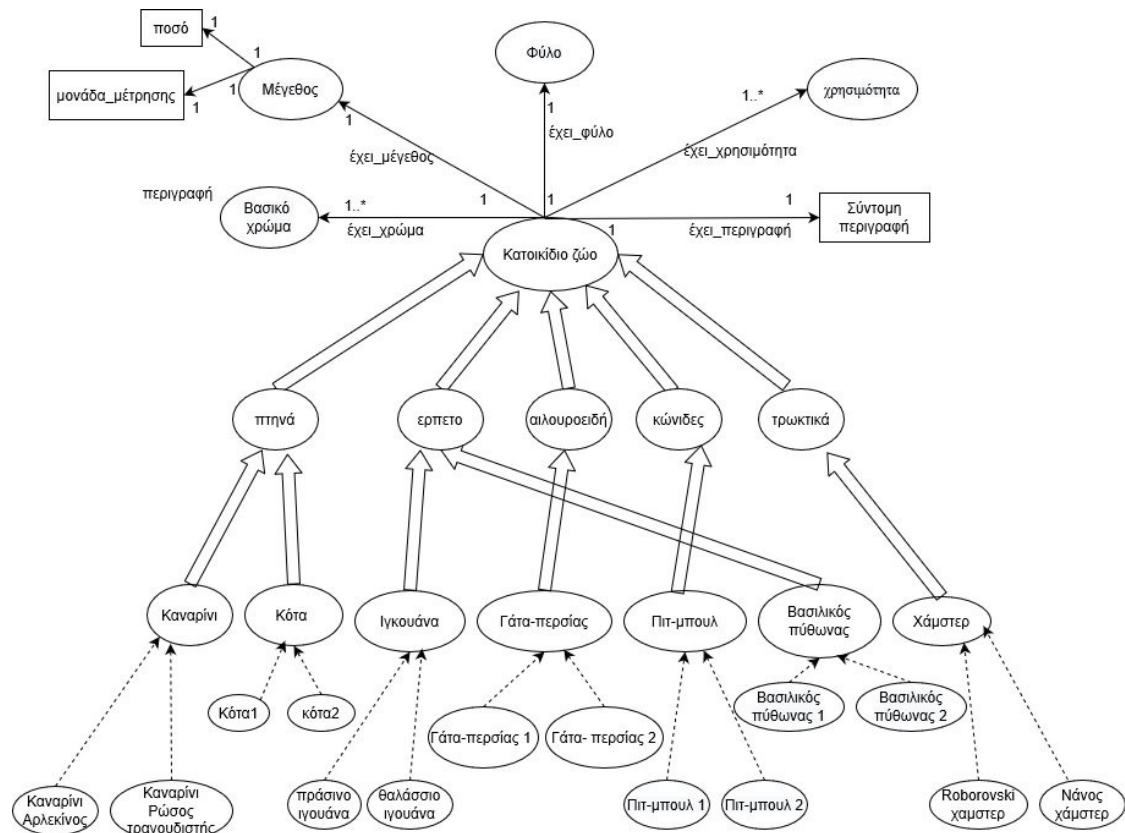 ποσό
1
1
μονάδα_μέτρησης
1
1
Μέγεθος
1
έχει_μέγεθος
Φύλο
1
έχει_φύλο
1
χρησιμότητα
1..*
έχει_χρησιμότητα
περιγραφή
Βασικό
χρώμα
1..*
έχει_χρώμα
1
1
1
έχει_περιγραφή
Σύντομη
περιγραφή
Κατοικίδιο ζώο
πτηνά
ερπετο
αιλουροειδή
κώνιδες
τρωκτικά
Καναρίνι
Κότα
Ιγκουάνα
Γάτα-περσίας
Πιτ-μπουλ
Βασιλικός
πύθωνας
Χάμστερ
Κότα1
κότα2
Γάτα-περσίας 1
Γάτα- περσίας 2
Βασιλικός
πύθωνας 1
Βασιλικός
πύθωνας 2
Καναρίνι
Αρλεκίνος
Καναρίνι
Ρώσος
τραγουδιστής
πράσινο
ιγουάνα
θαλάσσιο
ιγουάνα
Πιτ-μπουλ 1
Πιτ-μπουλ 2
Roborovski
χαμστερ
Νάνος
χάμστερ